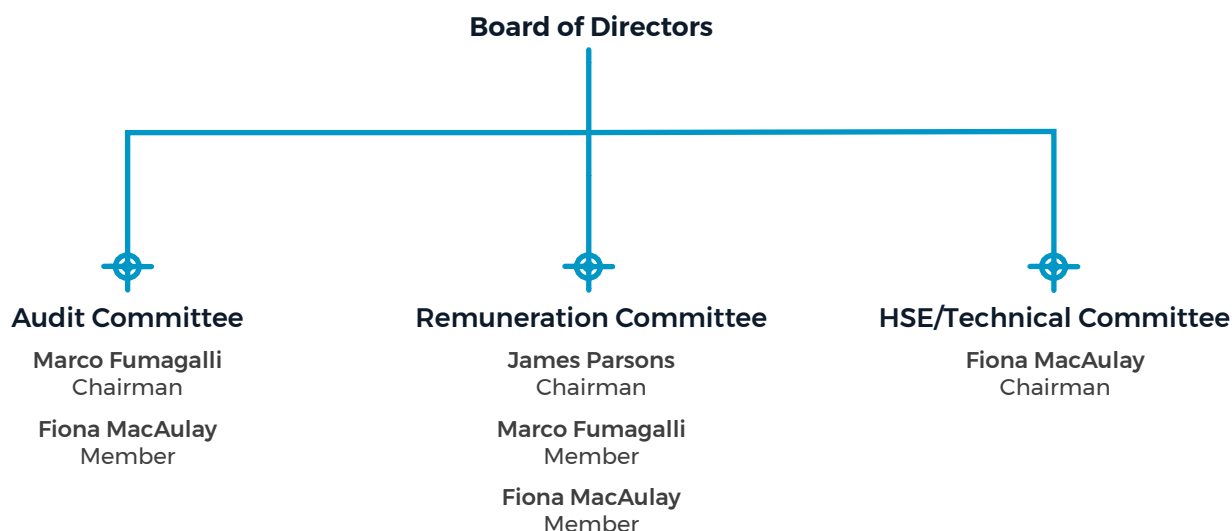 Board of Directors
Audit Committee
Marco Fumagalli
Chairman
Fiona MacAulay
Member
Remuneration Committee
James Parsons
Chairman
Marco Fumagalli
Member
Fiona MacAulay
Member
HSE/Technical Committee
Fiona MacAulay
Chairman